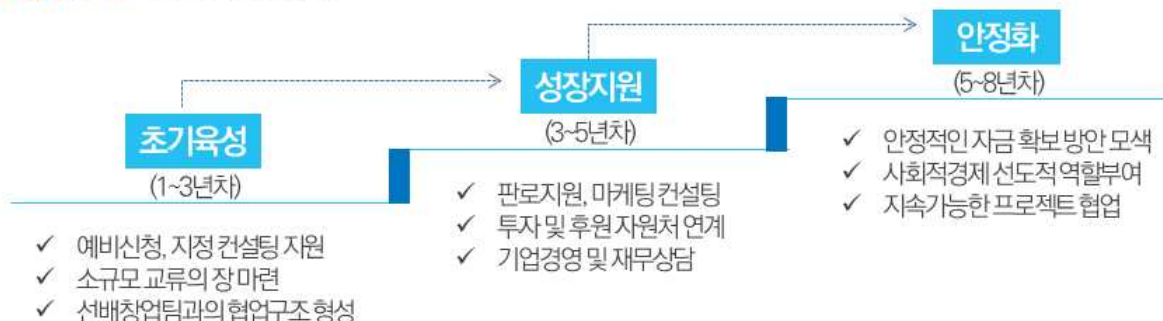 초기육성
(1~3년차)
✓ 예비신청, 지정 컨설팅 지원
✓ 소규모 교류의 장 마련
✓ 선배창업팀과의 협업구조 형성
성장지원
(3~5년차)
✓ 판로지원, 마케팅 컨설팅
✓ 투자 및 후원 자원처 연계
✓ 기업경영 및 재무상담
안정화
(5~8년차)
✓ 안정적인 자금 확보 방안 모색
✓ 사회적경제 선도적 역할부여
✓ 지속가능한 프로젝트 협업